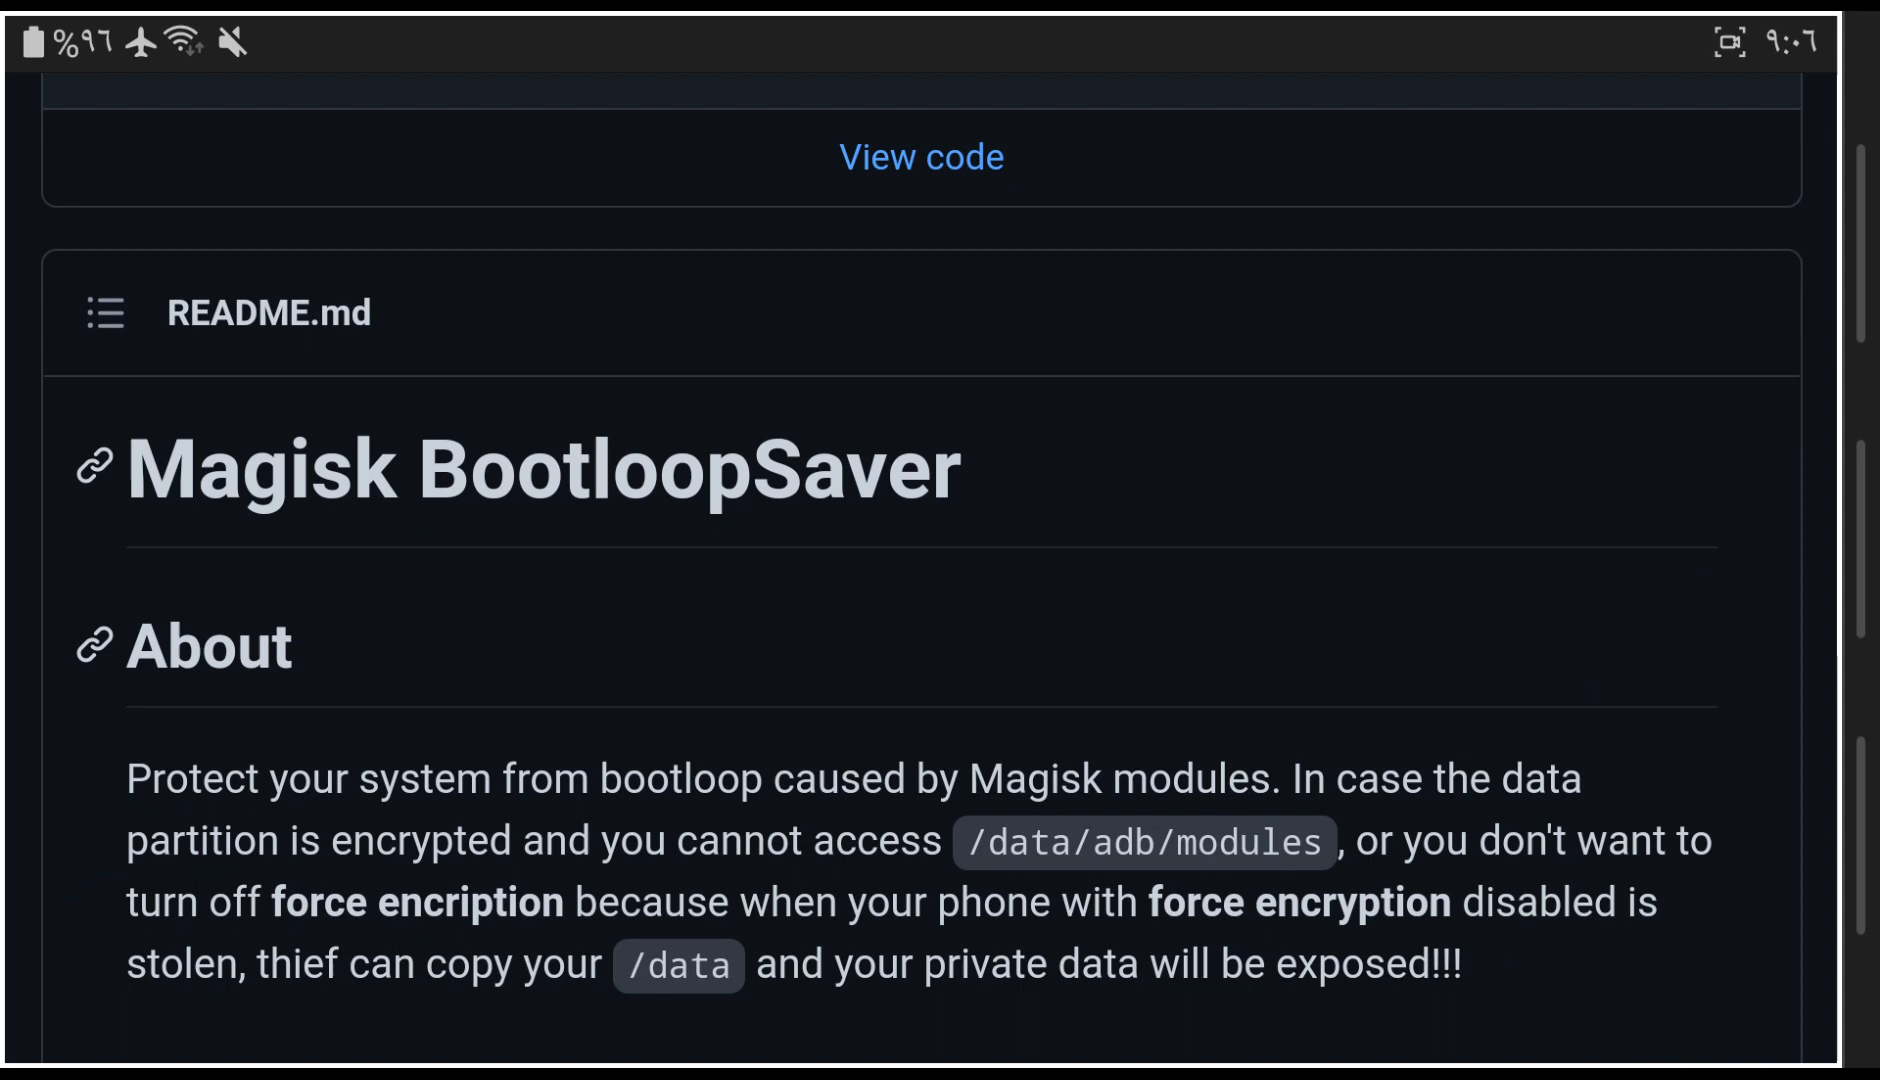 %٩٦ ٩:٠٦
View code
README.md
Magisk BootloopSaver
About
Protect your system from bootloop caused by Magisk modules. In case the data
partition is encrypted and you cannot access /data/adb/modules, or you don't want to
turn off force encription because when your phone with force encryption disabled is
stolen, thief can copy your /data and your private data will be exposed!!!